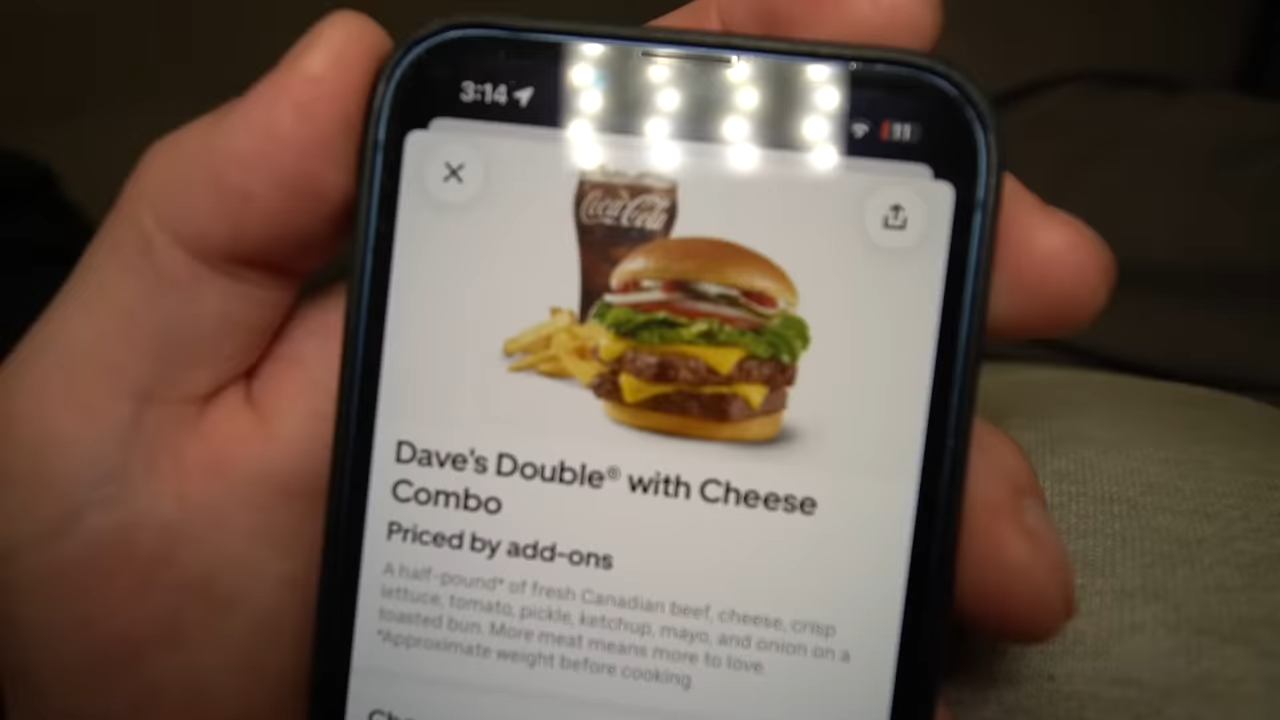 3:14
11
Coca-Cola
Dave's Double® with Cheese
Combo
Priced by add-ons
A half-pound* of fresh Canadian beef, cheese, crisp
lettuce, tomato, pickle, ketchup, mayo, and onion on a
toasted bun. More meat means more to love.
*Approximate weight before cooking.